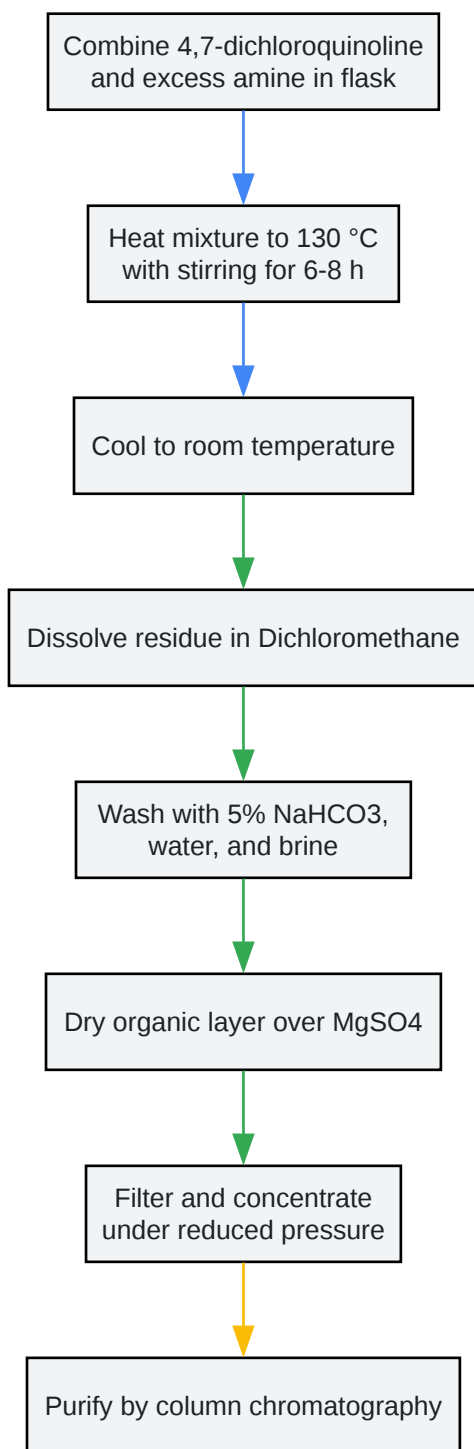 Combine 4,7-dichloroquinoline
and excess amine in flask
Heat mixture to 130 °C
with stirring for 6-8 h
Cool to room temperature
Dissolve residue in Dichloromethane
Wash with 5% NaHCO3,
water, and brine
Dry organic layer over MgSO4
Filter and concentrate
under reduced pressure
Purify by column chromatography